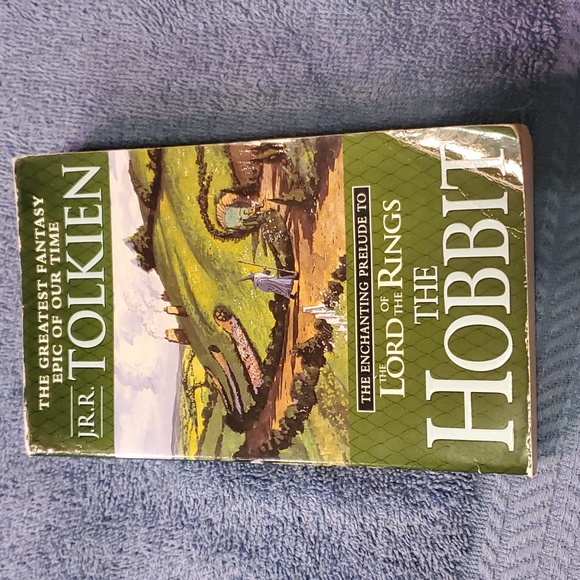 THE GREATEST FANTASY
EPIC OF OUR TIME
J.R.R. TOLKIEN
THE ENCHANTING PRELUDE TO
THE LORD OF THE RINGS
THE
HOBBIT